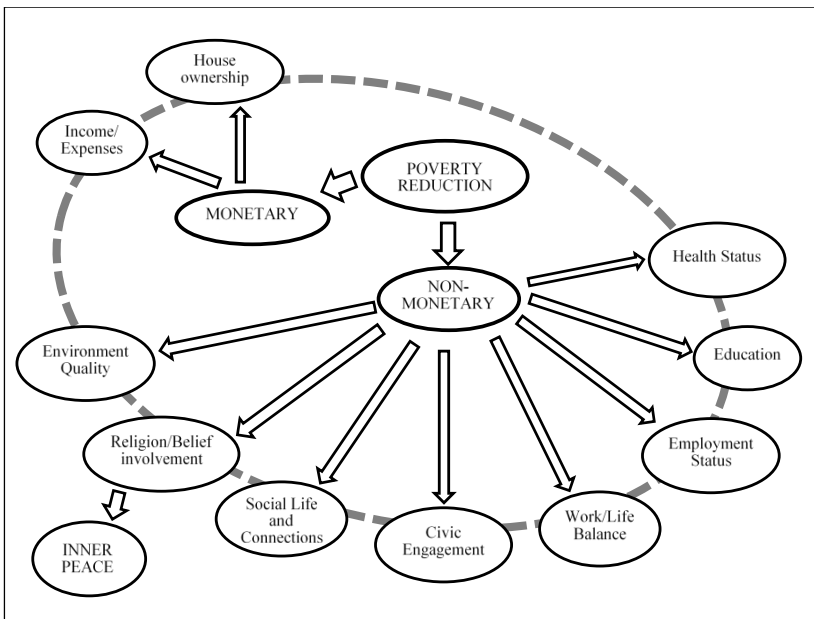 House
ownership
Income/
Expenses
POVERTY
REDUCTION
MONETARY
Health Status
NON-
MONETARY
Environment
Quality
Education
Religion/Belief
involvement
Employment
Status
Social Life
and
Connections
Civic
Engagement
Work/Life
Balance
INNER
PEACE